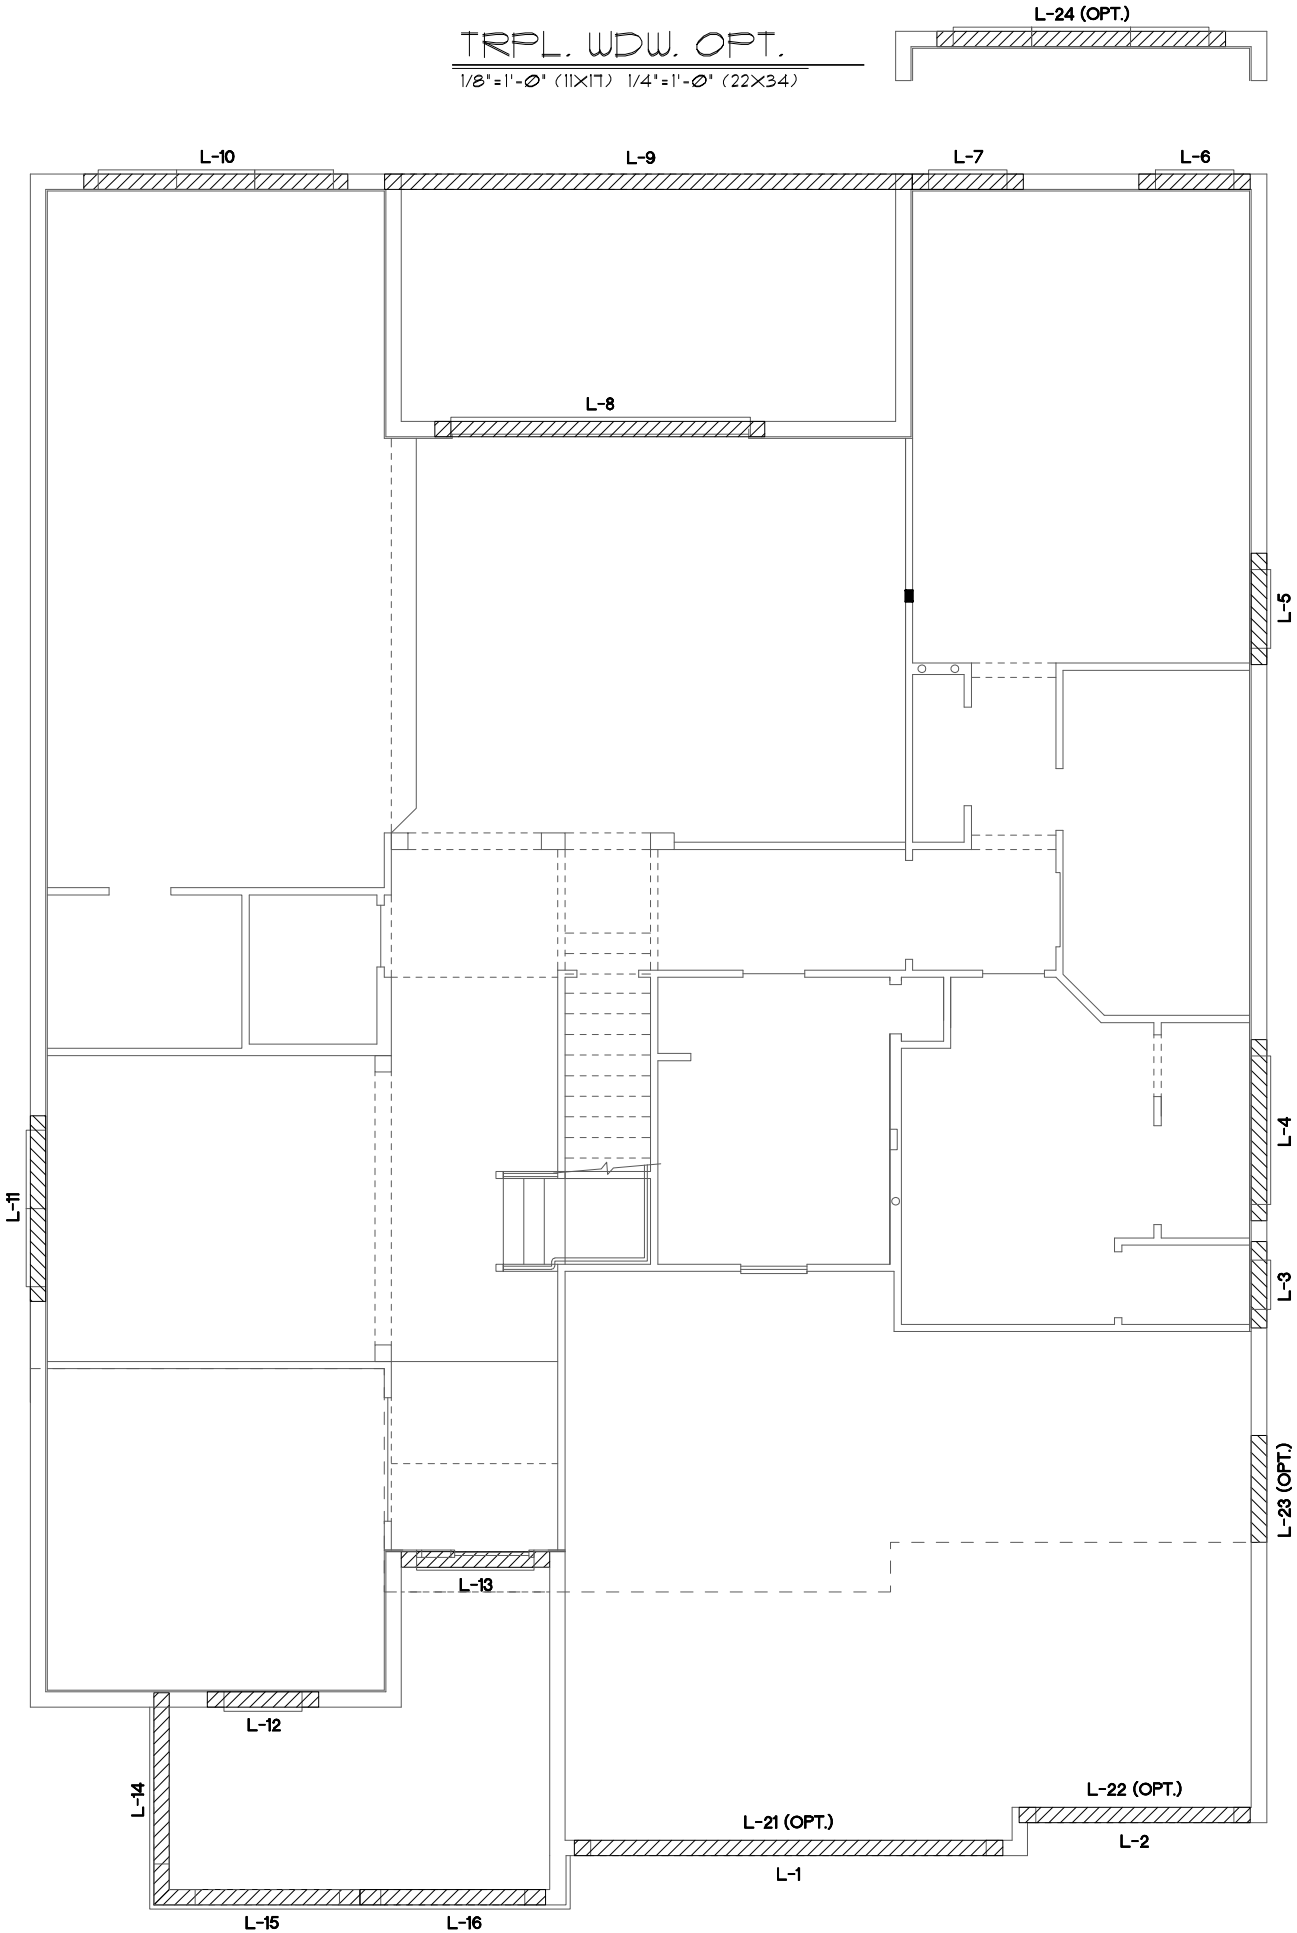 L-24 (OPT.)
TRPL. WDW. OPT.
1/8"=1'-0" (11X17) 1/4"=1'-0" (22X34)
L-10
L-9
L-7
L-6
L-8
L-5
L-4
L-11
L-3
L-23 (OPT.)
L-13
L-12
L-14
L-22 (OPT.)
L-21 (OPT.)
L-2
L-1
L-15
L-16